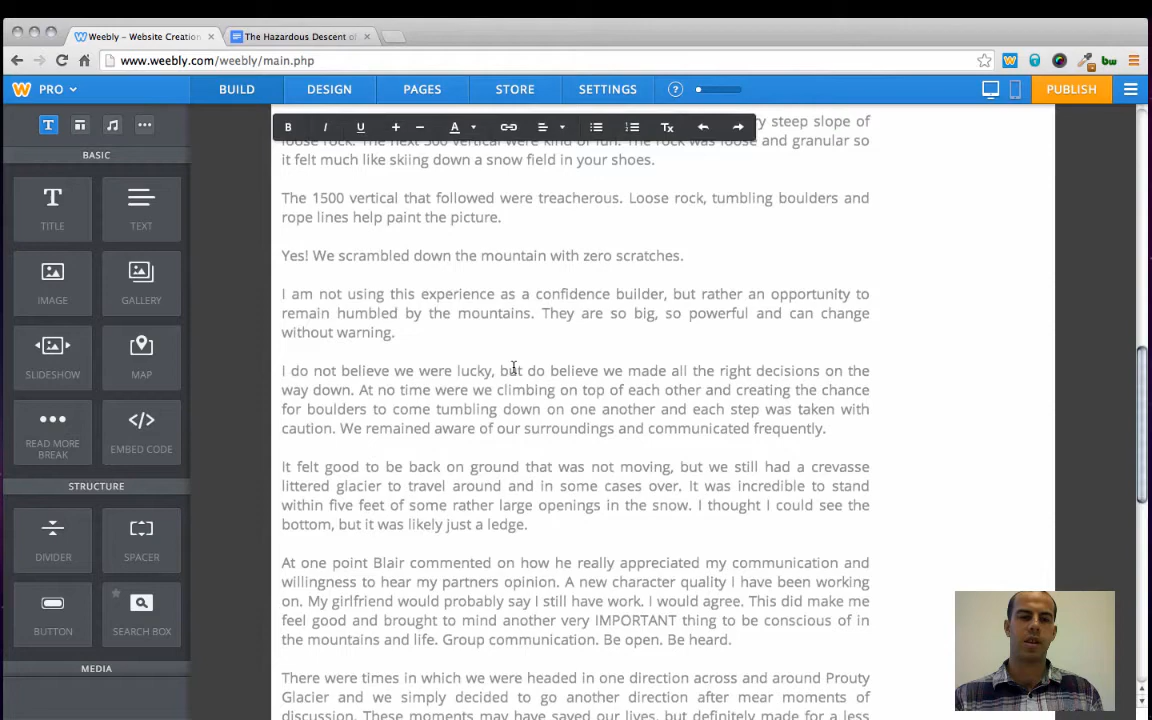 Weebly – Website Creation
The Hazardous Descent of
www.weebly.com/weebly/main.php
bw
PRO
BUILD
DESIGN
PAGES
STORE
SETTINGS
?
PUBLISH
BASIC
TITLE
TEXT
IMAGE
GALLERY
SLIDESHOW
MAP
READ MORE
BREAK
EMBED CODE
STRUCTURE
DIVIDER
SPACER
BUTTON
SEARCH BOX
MEDIA
B I U + − A Tx
steep slope of
loose rock. The next 500 vertical were kind of fun. The rock was loose and granular so
it felt much like skiing down a snow field in your shoes.
The 1500 vertical that followed were treacherous. Loose rock, tumbling boulders and
rope lines help paint the picture.
Yes! We scrambled down the mountain with zero scratches.
I am not using this experience as a confidence builder, but rather an opportunity to
remain humbled by the mountains. They are so big, so powerful and can change
without warning.
I do not believe we were lucky, but do believe we made all the right decisions on the
way down. At no time were we climbing on top of each other and creating the chance
for boulders to come tumbling down on one another and each step was taken with
caution. We remained aware of our surroundings and communicated frequently.
It felt good to be back on ground that was not moving, but we still had a crevasse
littered glacier to travel around and in some cases over. It was incredible to stand
within five feet of some rather large openings in the snow. I thought I could see the
bottom, but it was likely just a ledge.
At one point Blair commented on how he really appreciated my communication and
willingness to hear my partners opinion. A new character quality I have been working
on. My girlfriend would probably say I still have work. I would agree. This did make me
feel good and brought to mind another very IMPORTANT thing to be conscious of in
the mountains and life. Group communication. Be open. Be heard.
There were times in which we were headed in one direction across and around Prouty
Glacier and we simply decided to go another direction after mear moments of
discussion. These moments may have saved our lives, but definitely made for a less